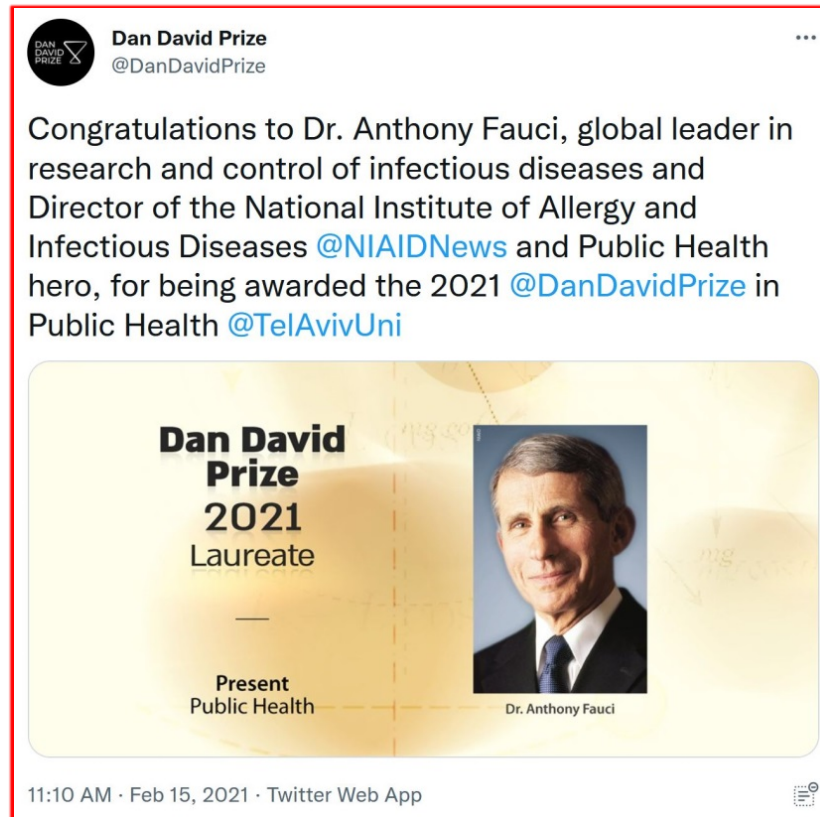 DAN
DAVID
PRIZE
Dan David Prize
@DanDavidPrize
Congratulations to Dr. Anthony Fauci, global leader in
research and control of infectious diseases and
Director of the National Institute of Allergy and
Infectious Diseases @NIAIDNews and Public Health
hero, for being awarded the 2021 @DanDavidPrize in
Public Health @TelAvivUni
Dan David
Prize
2021
Laureate
Present
Public Health
Dr. Anthony Fauci
11:10 AM · Feb 15, 2021 · Twitter Web App